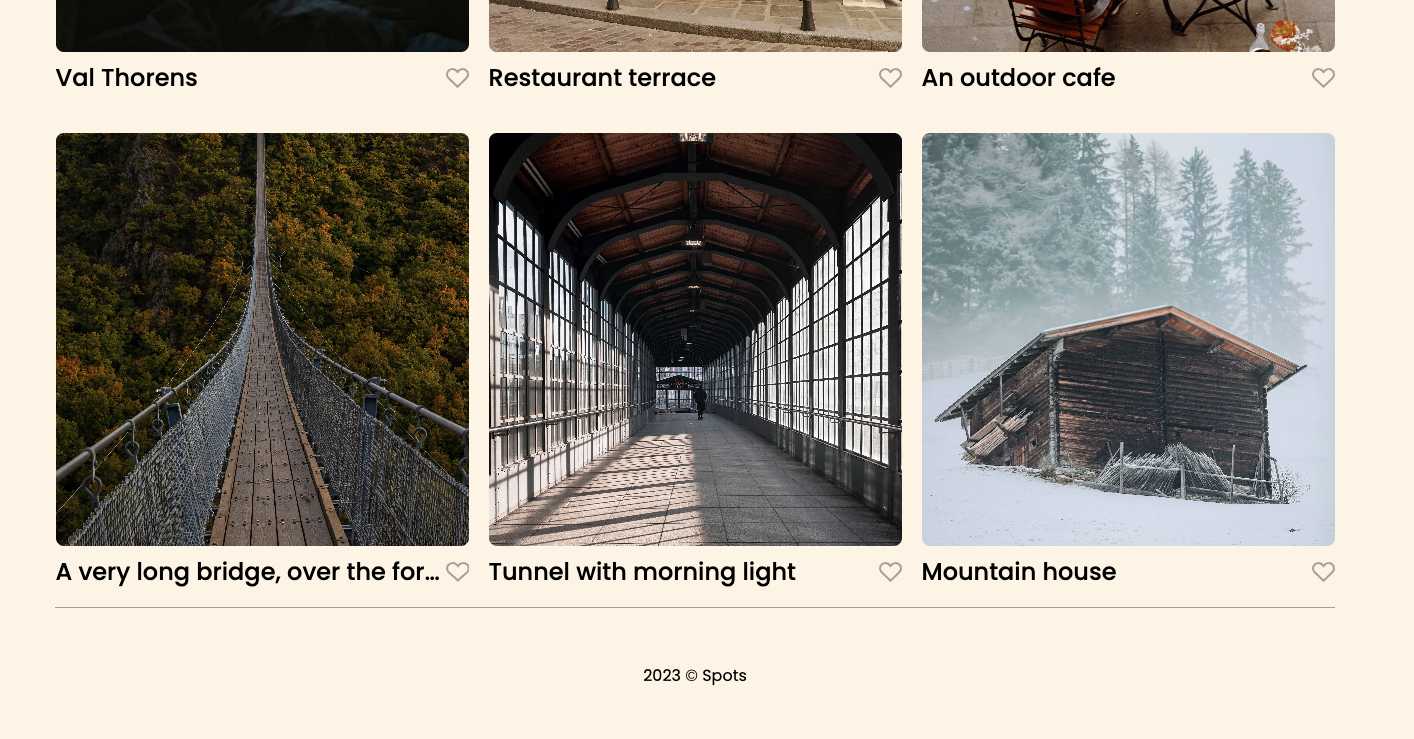 Val Thorens
Restaurant terrace
An outdoor cafe
A very long bridge, over the for...
Tunnel with morning light
Mountain house
2023 © Spots